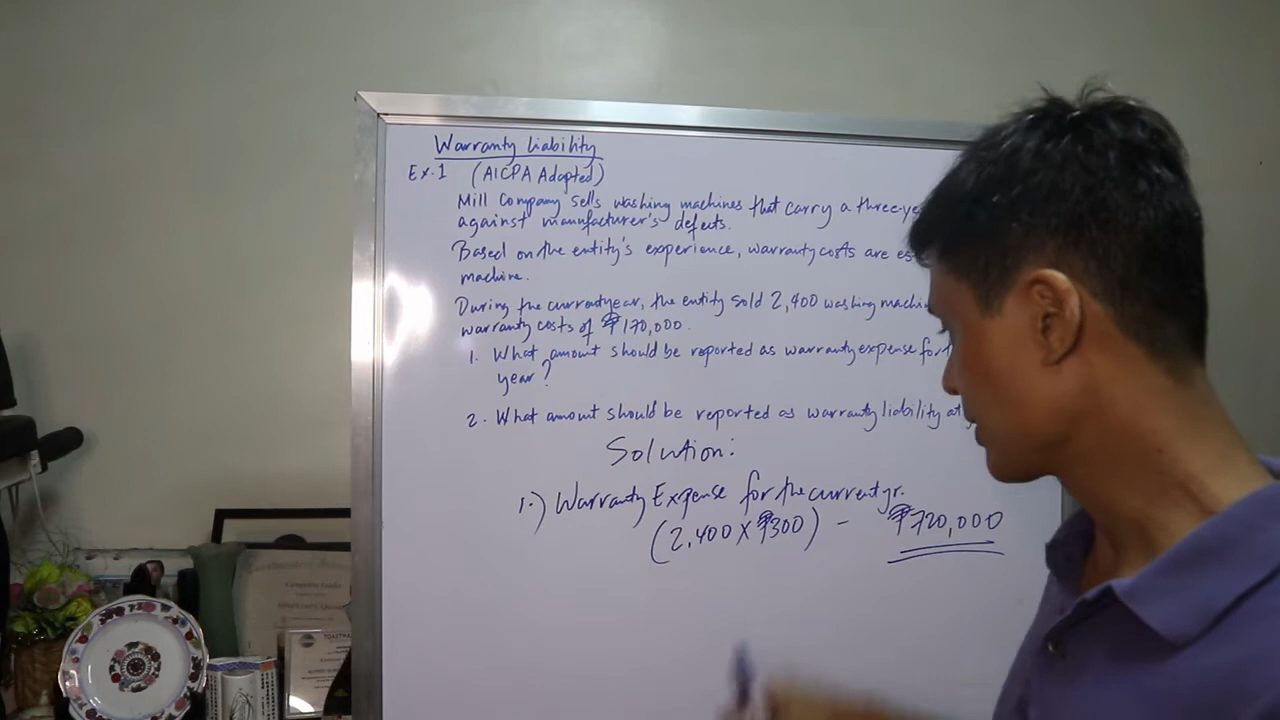 Warranty Liability
Ex.1 (AICPA Adapted)
Mill Company sells washing machines that carry a three-ye
against manufacturer's defects.
Based on the entity's experience, warranty costs are es
machine.
During the current year, the entity sold 2,400 washing machin
warranty costs of ₱170,000.
1. What amount should be reported as warranty expense for t
year?
2. What amount should be reported as warranty liability at
Solution:
1.) Warranty Expense for the current yr.
(2,400 x ₱300) - ₱720,000